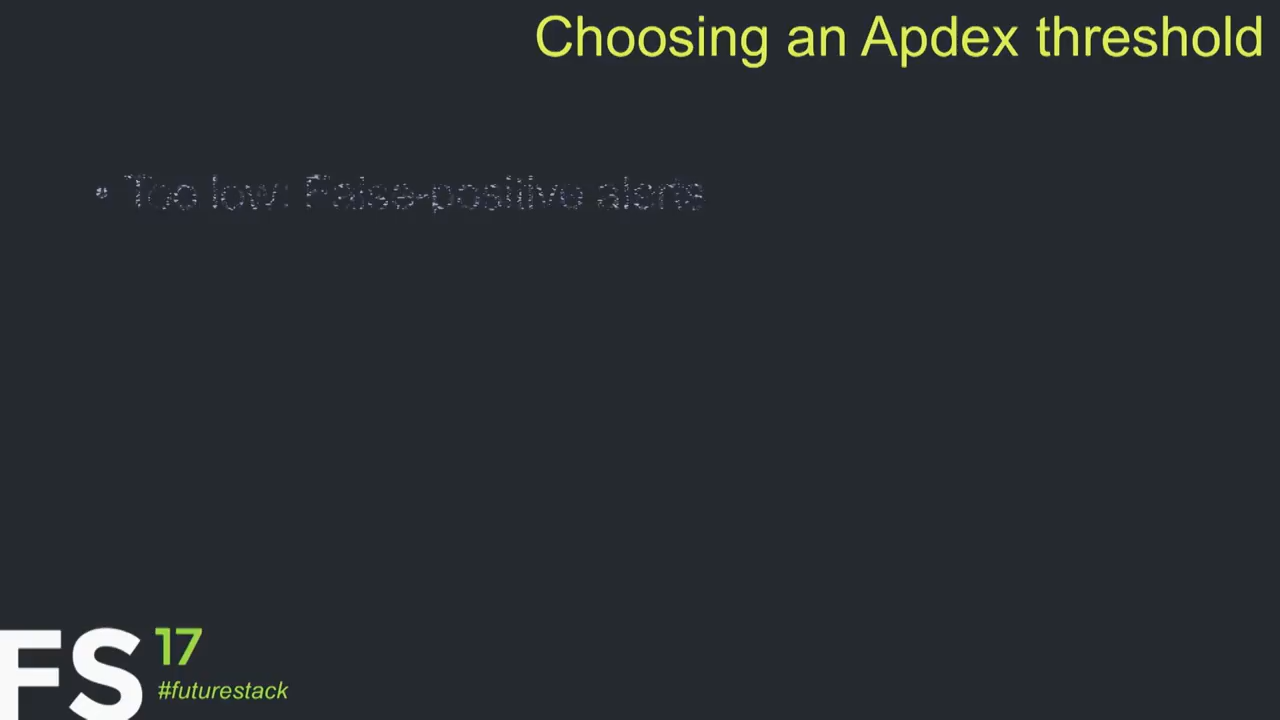 Choosing an Apdex threshold
• Too low: False-positive alerts
FS 17
#futurestack